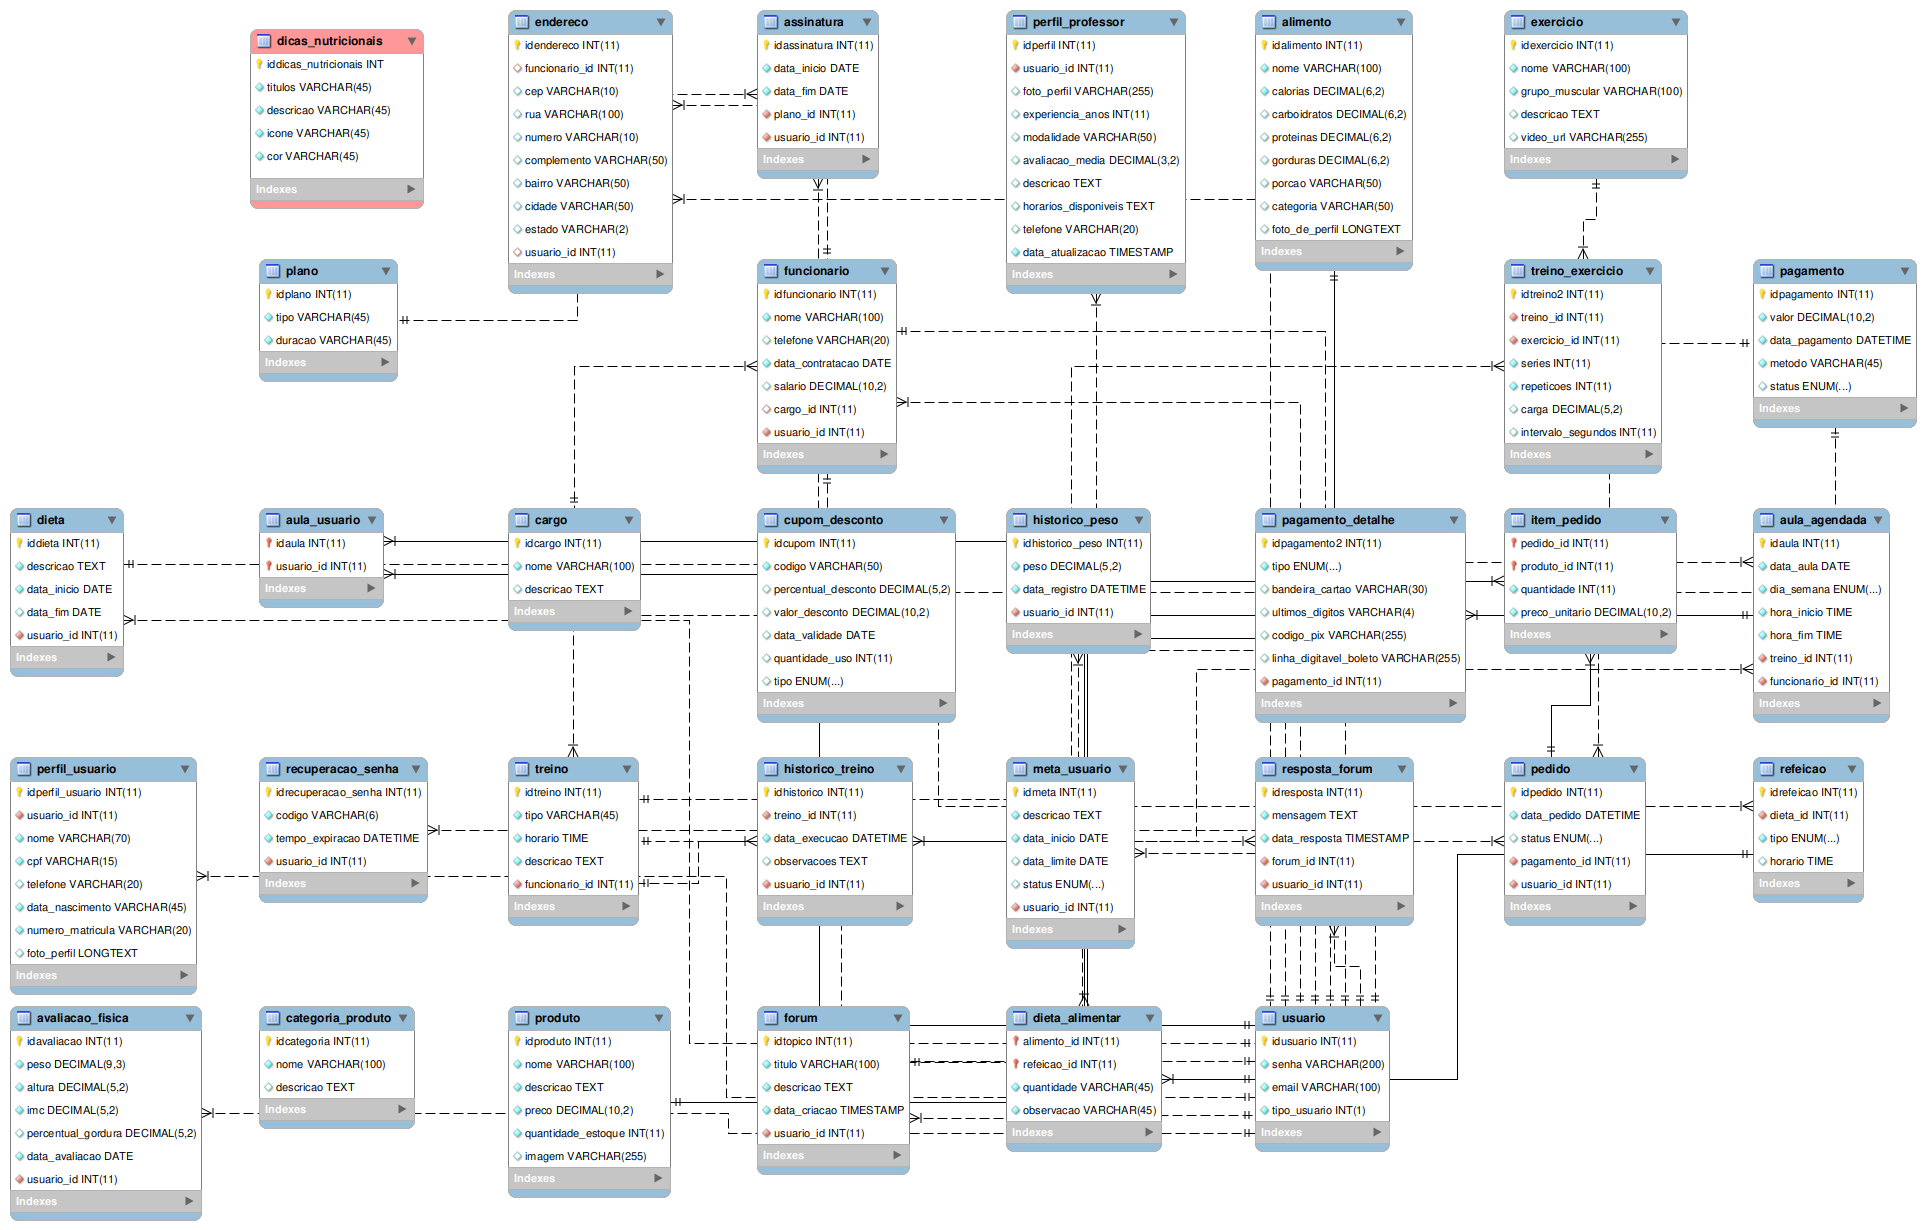 dicas_nutricionais
iddicas_nutricionais INT
titulos VARCHAR(45)
descricao VARCHAR(45)
icone VARCHAR(45)
cor VARCHAR(45)
Indexes
endereco
idendereco INT(11)
funcionario_id INT(11)
cep VARCHAR(10)
rua VARCHAR(100)
numero VARCHAR(10)
complemento VARCHAR(50)
bairro VARCHAR(50)
cidade VARCHAR(50)
estado VARCHAR(2)
usuario_id INT(11)
Indexes
assinatura
idassinatura INT(11)
data_inicio DATE
data_fim DATE
plano_id INT(11)
usuario_id INT(11)
Indexes
perfil_professor
idperfil INT(11)
usuario_id INT(11)
foto_perfil VARCHAR(255)
experiencia_anos INT(11)
modalidade VARCHAR(50)
avaliacao_media DECIMAL(3,2)
descricao TEXT
horarios_disponiveis TEXT
telefone VARCHAR(20)
data_atualizacao TIMESTAMP
Indexes
alimento
idalimento INT(11)
nome VARCHAR(100)
calorias DECIMAL(6,2)
carboidratos DECIMAL(6,2)
proteinas DECIMAL(6,2)
gorduras DECIMAL(6,2)
porcao VARCHAR(50)
categoria VARCHAR(50)
foto_de_perfil LONGTEXT
Indexes
exercicio
idexercicio INT(11)
nome VARCHAR(100)
grupo_muscular VARCHAR(100)
descricao TEXT
video_url VARCHAR(255)
Indexes
plano
idplano INT(11)
tipo VARCHAR(45)
duracao VARCHAR(45)
Indexes
funcionario
idfuncionario INT(11)
nome VARCHAR(100)
telefone VARCHAR(20)
data_contratacao DATE
salario DECIMAL(10,2)
cargo_id INT(11)
usuario_id INT(11)
Indexes
treino_exercicio
idtreino2 INT(11)
treino_id INT(11)
exercicio_id INT(11)
series INT(11)
repeticoes INT(11)
carga DECIMAL(5,2)
intervalo_segundos INT(11)
Indexes
pagamento
idpagamento INT(11)
valor DECIMAL(10,2)
data_pagamento DATETIME
metodo VARCHAR(45)
status ENUM(...)
Indexes
dieta
iddieta INT(11)
descricao TEXT
data_inicio DATE
data_fim DATE
usuario_id INT(11)
Indexes
aula_usuario
idaula INT(11)
usuario_id INT(11)
Indexes
cargo
idcargo INT(11)
nome VARCHAR(100)
descricao TEXT
Indexes
cupom_desconto
idcupom INT(11)
codigo VARCHAR(50)
percentual_desconto DECIMAL(5,2)
valor_desconto DECIMAL(10,2)
data_validade DATE
quantidade_uso INT(11)
tipo ENUM(...)
Indexes
historico_peso
idhistorico_peso INT(11)
peso DECIMAL(5,2)
data_registro DATETIME
usuario_id INT(11)
Indexes
pagamento_detalhe
idpagamento2 INT(11)
tipo ENUM(...)
bandeira_cartao VARCHAR(30)
ultimos_digitos VARCHAR(4)
codigo_pix VARCHAR(255)
linha_digitavel_boleto VARCHAR(255)
pagamento_id INT(11)
Indexes
item_pedido
pedido_id INT(11)
produto_id INT(11)
quantidade INT(11)
preco_unitario DECIMAL(10,2)
Indexes
aula_agendada
idaula INT(11)
data_aula DATE
dia_semana ENUM(...)
hora_inicio TIME
hora_fim TIME
treino_id INT(11)
funcionario_id INT(11)
Indexes
perfil_usuario
idperfil_usuario INT(11)
usuario_id INT(11)
nome VARCHAR(70)
cpf VARCHAR(15)
telefone VARCHAR(20)
data_nascimento VARCHAR(45)
numero_matricula VARCHAR(20)
foto_perfil LONGTEXT
Indexes
recuperacao_senha
idrecuperacao_senha INT(11)
codigo VARCHAR(6)
tempo_expiracao DATETIME
usuario_id INT(11)
Indexes
treino
idtreino INT(11)
tipo VARCHAR(45)
horario TIME
descricao TEXT
funcionario_id INT(11)
Indexes
historico_treino
idhistorico INT(11)
treino_id INT(11)
data_execucao DATETIME
observacoes TEXT
usuario_id INT(11)
Indexes
meta_usuario
idmeta INT(11)
descricao TEXT
data_inicio DATE
data_limite DATE
status ENUM(...)
usuario_id INT(11)
Indexes
resposta_forum
idresposta INT(11)
mensagem TEXT
data_resposta TIMESTAMP
forum_id INT(11)
usuario_id INT(11)
Indexes
pedido
idpedido INT(11)
data_pedido DATETIME
status ENUM(...)
pagamento_id INT(11)
usuario_id INT(11)
Indexes
refeicao
idrefeicao INT(11)
dieta_id INT(11)
tipo ENUM(...)
horario TIME
Indexes
avaliacao_fisica
idavaliacao INT(11)
peso DECIMAL(9,3)
altura DECIMAL(5,2)
imc DECIMAL(5,2)
percentual_gordura DECIMAL(5,2)
data_avaliacao DATE
usuario_id INT(11)
Indexes
categoria_produto
idcategoria INT(11)
nome VARCHAR(100)
descricao TEXT
Indexes
produto
idproduto INT(11)
nome VARCHAR(100)
descricao TEXT
preco DECIMAL(10,2)
quantidade_estoque INT(11)
imagem VARCHAR(255)
Indexes
forum
idtopico INT(11)
titulo VARCHAR(100)
descricao TEXT
data_criacao TIMESTAMP
usuario_id INT(11)
Indexes
dieta_alimentar
alimento_id INT(11)
refeicao_id INT(11)
quantidade VARCHAR(45)
observacao VARCHAR(45)
Indexes
usuario
idusuario INT(11)
senha VARCHAR(200)
email VARCHAR(100)
tipo_usuario INT(1)
Indexes